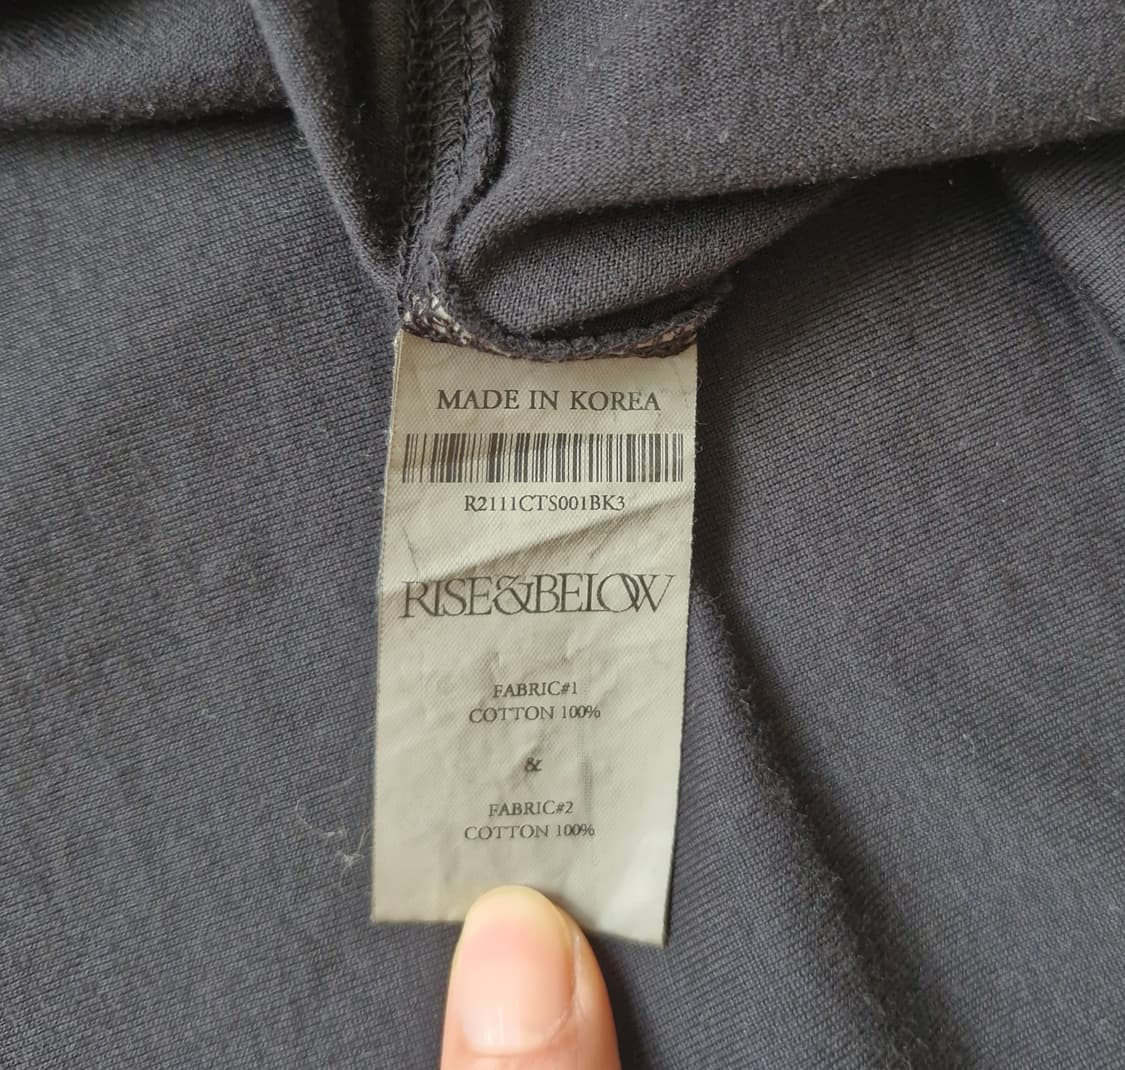 MADE IN KOREA
R2111CTS001BK3
RISE&BELOW
FABRIC#1
COTTON 100%
&
FABRIC#2
COTTON 100%